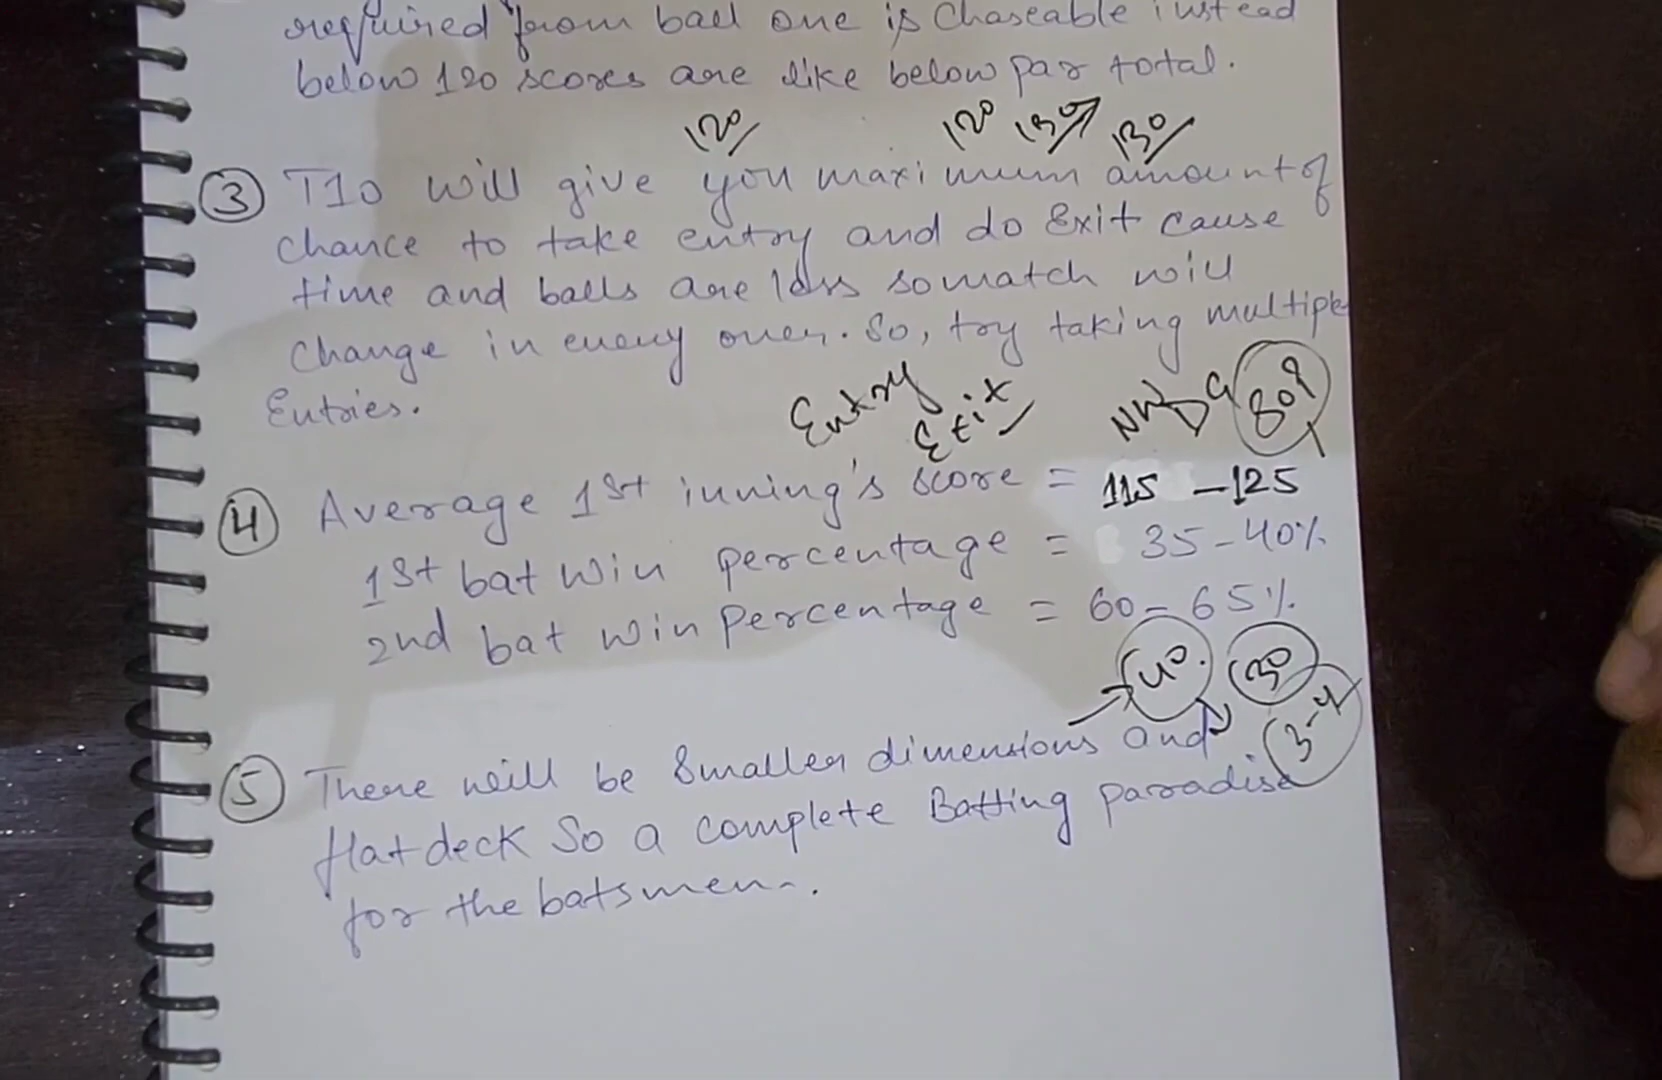 required from ball one is Chaseable instead
below 120 scores are like below par total.
120 120 130 130
③ T10 will give you maximum amount of
chance to take entry and do Exit cause
time and balls are less so match will
Change in every over. So, try taking multiple
Entries.
Entry
Exit
④ Average 1st inning's score = 115 - 125
1st bat win percentage = 35-40%
2nd bat win percentage = 60-65%
40. 30
3-4
⑤ There will be Smaller dimensions and
flat deck So a complete Batting paradise
for the batsmen.